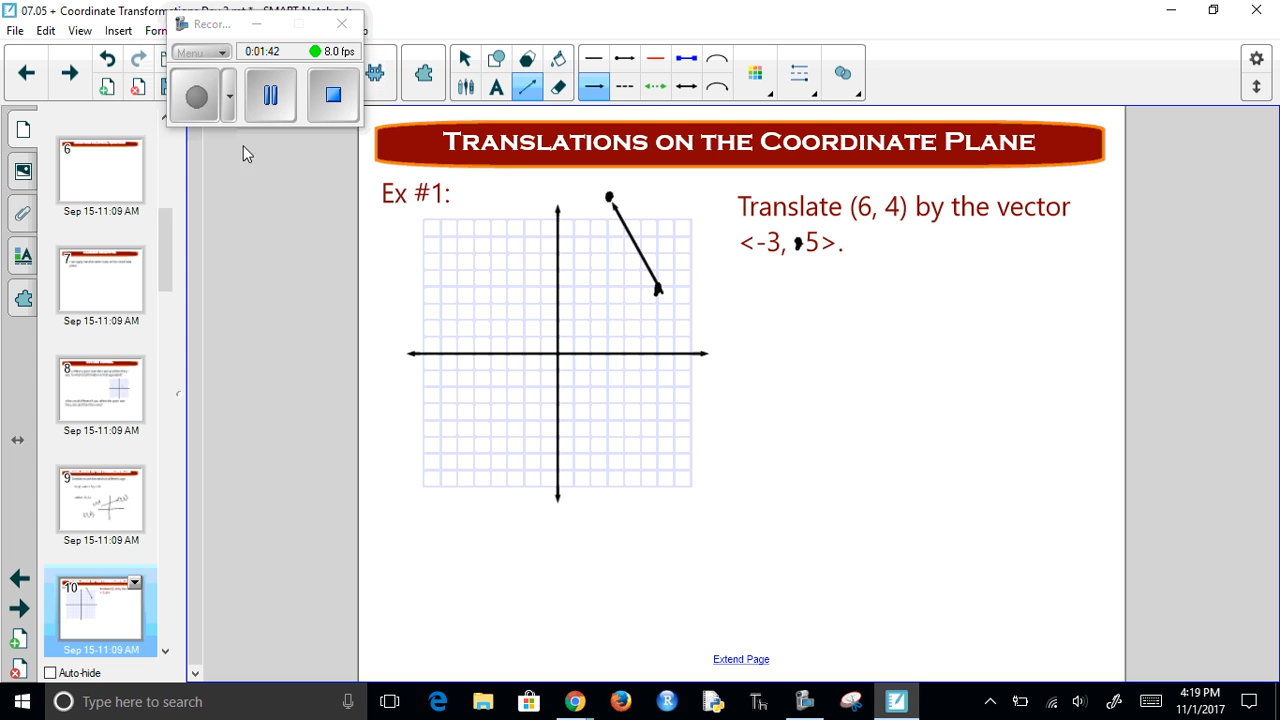 07.05 + Coordinate Transformations Day 2.mt * - SMART Notebook
Recor...
File Edit View Insert
Menu 0:01:42 8.0 fps
TRANSLATIONS ON THE COORDINATE PLANE
Ex #1:
Translate (6, 4) by the vector
<-3, 5>.
6
Sep 15-11:09 AM
7
Sep 15-11:09 AM
8
Sep 15-11:09 AM
9
Sep 15-11:09 AM
10
Sep 15-11:09 AM
Auto-hide
Extend Page
Type here to search
4:19 PM
11/1/2017